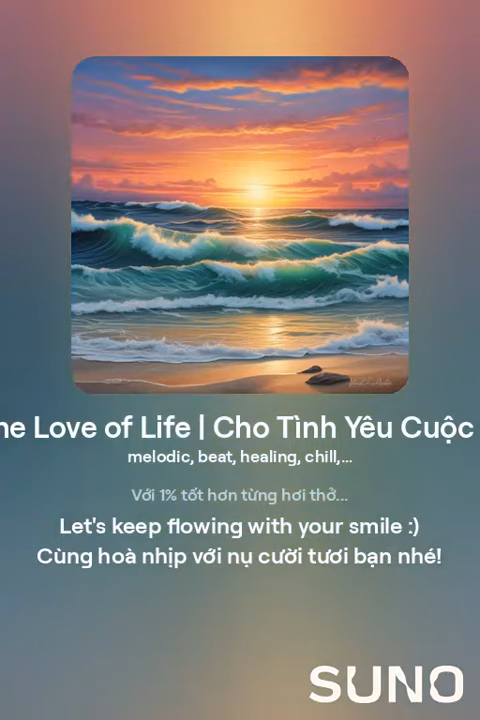 ne Love of Life | Cho Tình Yêu Cuộc
melodic, beat, healing, chill,...
Với 1% tốt hơn từng hơi thở...
Let's keep flowing with your smile :)
Cùng hoà nhịp với nụ cười tươi bạn nhé!
SUNO